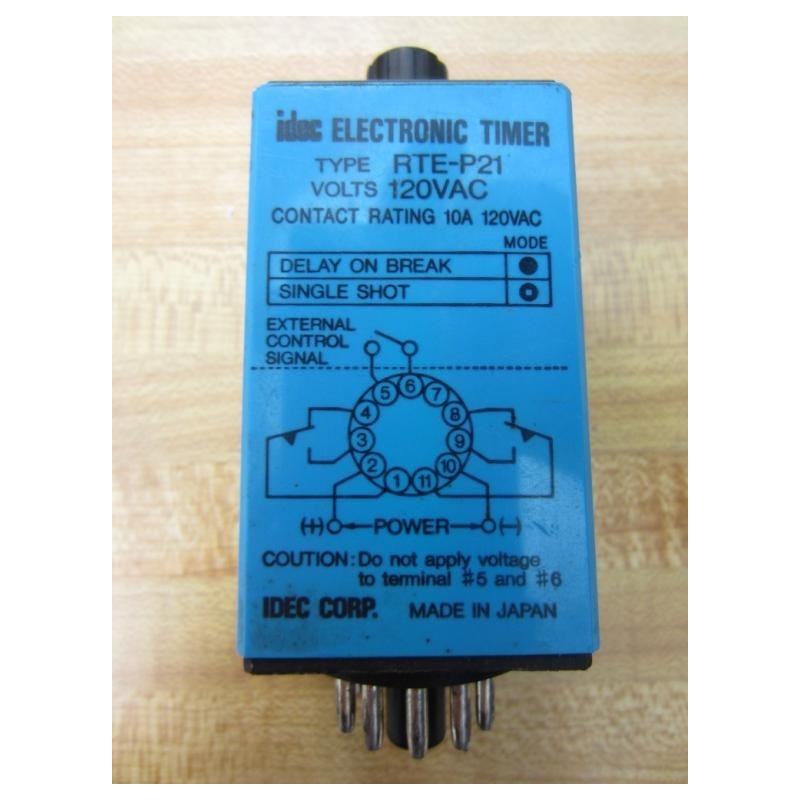 idec ELECTRONIC TIMER
TYPE RTE-P21
VOLTS 120VAC
CONTACT RATING 10A 120VAC
MODE
DELAY ON BREAK
SINGLE SHOT
EXTERNAL
CONTROL
SIGNAL
5 6 7
4 8
3 9
2 10
1 11
(+) POWER (-)
COUTION: Do not apply voltage
to terminal #5 and #6
IDEC CORP. MADE IN JAPAN